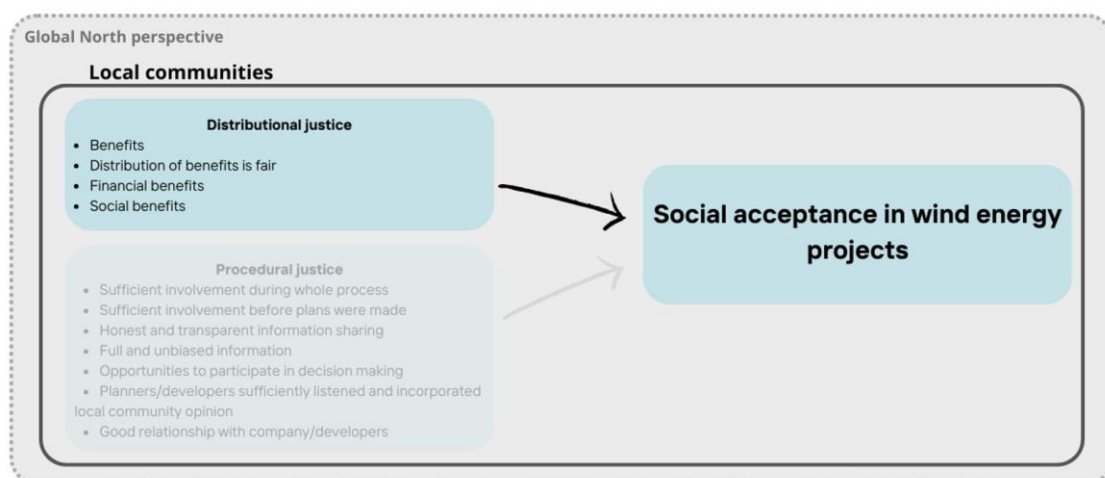 Global North perspective
Local communities
Distributional justice
• Benefits
• Distribution of benefits is fair
• Financial benefits
• Social benefits
Social acceptance in wind energy
projects
Procedural justice
• Sufficient involvement during whole process
• Sufficient involvement before plans were made
• Honest and transparent information sharing
• Full and unbiased information
• Opportunities to participate in decision making
• Planners/developers sufficiently listened and incorporated
local community opinion
• Good relationship with company/developers